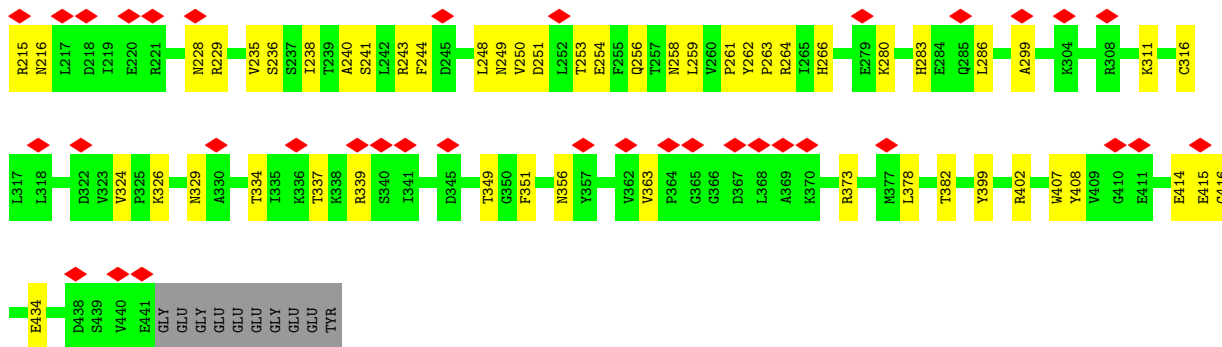 R215 N216 L217 D218 I219 E220 R221 N228 R229 V235 S236 S237 I238 T239 A240 S241 L242 R243 F244 D245 L248 N249 V250 D251 L252 T253 E254 F255 Q256 T257 N258 L259 V260 P261 Y262 P263 R264 I265 H266 E279 K280 H283 E284 Q285 L286 A299 K304 R308 K311 C316
L317 L318 D322 V323 V324 P325 K326 N329 A330 T334 I335 K336 T337 K338 R339 S340 I341 D345 T349 G350 F351 N356 Y357 V362 V363 P364 G365 G366 D367 L368 A369 K370 R373 M377 L378 T382 Y399 R402 W407 Y408 V409 G410 E411 E414 E415 G416
E434 D438 S439 V440 E441 GLY GLU GLY GLU GLU GLU GLY GLU GLU TYR